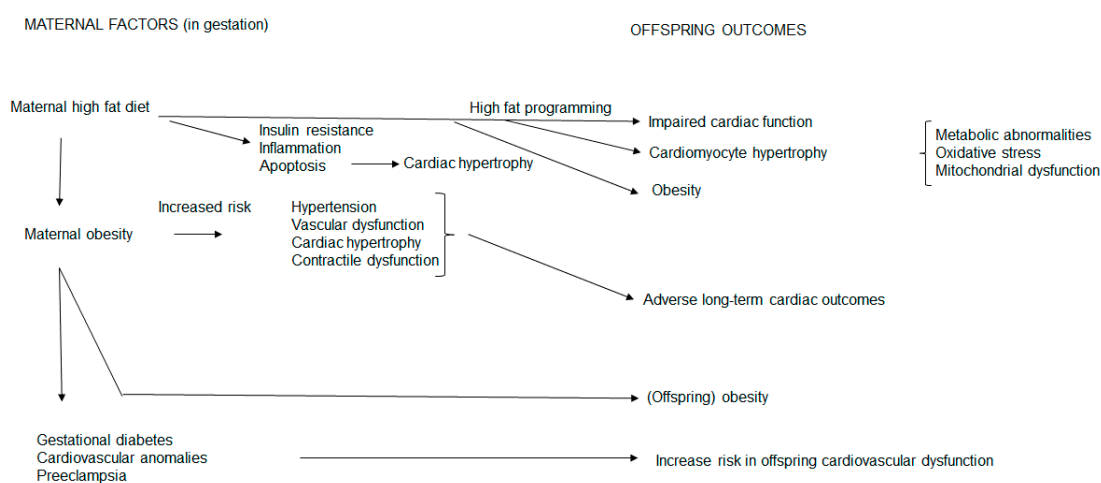 MATERNAL FACTORS (in gestation)
OFFSPRING OUTCOMES
Maternal high fat diet
High fat programming
Impaired cardiac function
Insulin resistance
Inflammation
Apoptosis
Cardiac hypertrophy
Cardiomyocyte hypertrophy
Obesity
Metabolic abnormalities
Oxidative stress
Mitochondrial dysfunction
Maternal obesity
Increased risk
Hypertension
Vascular dysfunction
Cardiac hypertrophy
Contractile dysfunction
Adverse long-term cardiac outcomes
(Offspring) obesity
Gestational diabetes
Cardiovascular anomalies
Preeclampsia
Increase risk in offspring cardiovascular dysfunction